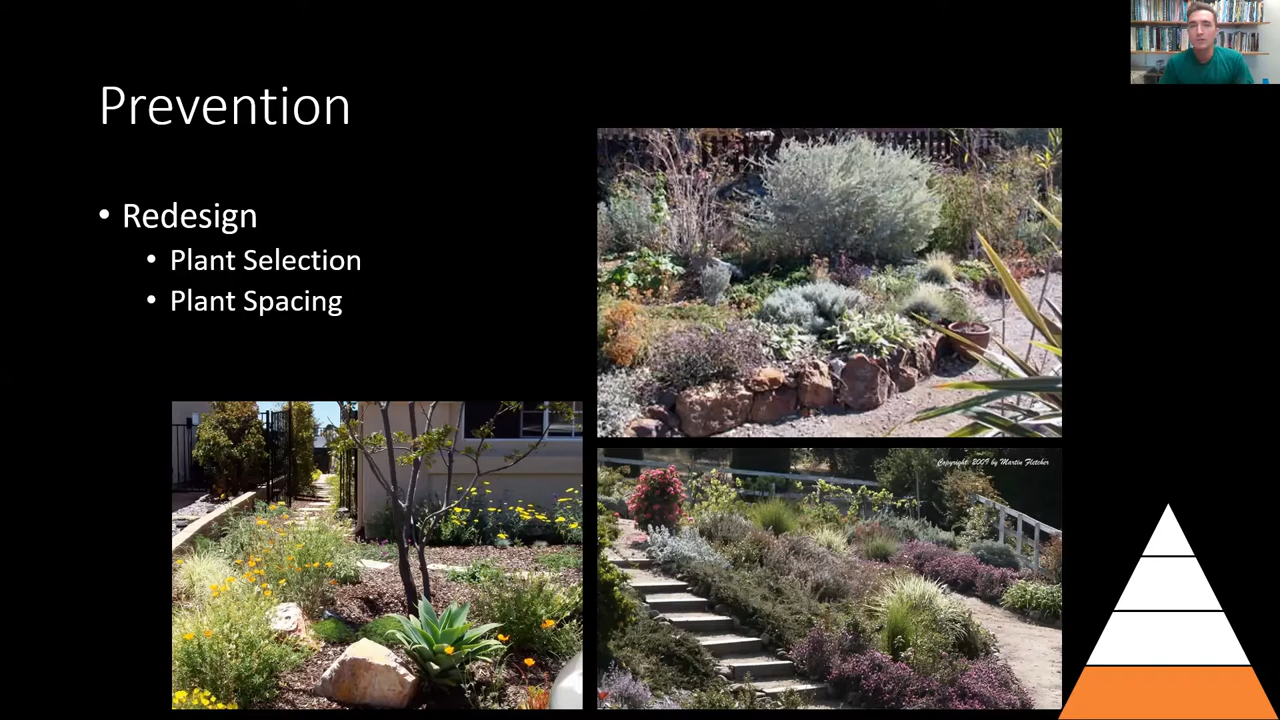 Prevention
• Redesign
• Plant Selection
• Plant Spacing
Copyright: 2009 by Martin Fletcher